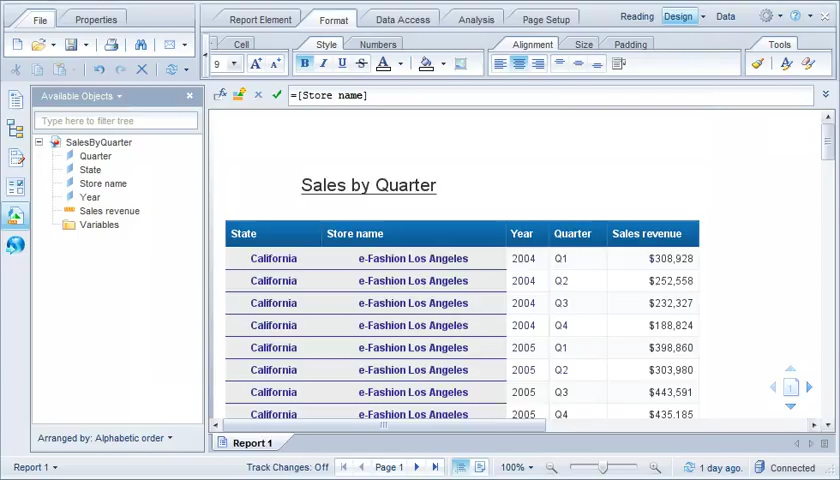 File Properties Report Element Format Data Access Analysis Page Setup Reading Design Data
Cell Style Numbers Alignment Size Padding Tools
9 A A B I U S A
Available Objects =[Store name]
Type here to filter tree
SalesByQuarter
Quarter
State
Store name
Year
Sales revenue
Variables
Sales by Quarter
State Store name Year Quarter Sales revenue
California e-Fashion Los Angeles 2004 Q1 $308,928
California e-Fashion Los Angeles 2004 Q2 $252,558
California e-Fashion Los Angeles 2004 Q3 $232,327
California e-Fashion Los Angeles 2004 Q4 $188,824
California e-Fashion Los Angeles 2005 Q1 $398,860
California e-Fashion Los Angeles 2005 Q2 $303,980
California e-Fashion Los Angeles 2005 Q3 $443,591
California e-Fashion Los Angeles 2005 Q4 $435,185
1
Arranged by: Alphabetic order
Report 1
Report 1 Track Changes: Off Page 1 100% 1 day ago. Connected